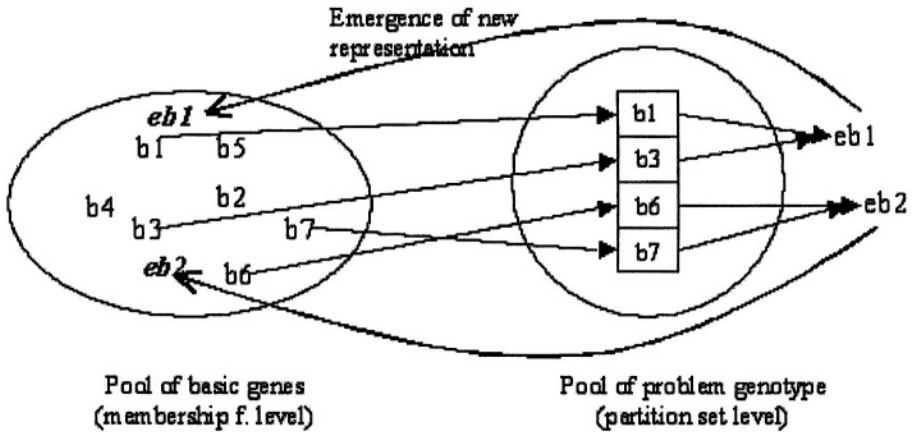 Emergence of new
representation
eb1
b1
b5
b4
b2
b3
b7
eb2
b6
b1
b3
b6
b7
eb1
eb2
Pool of basic genes
(membership f. level)
Pool of problem genotype
(partition set level)